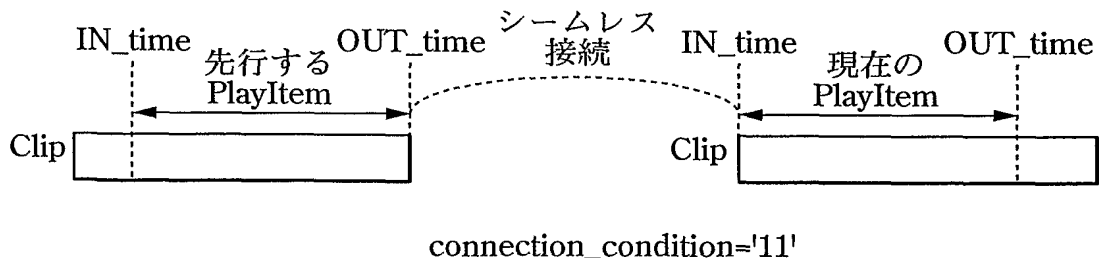 IN_time
OUT_time
シームレス
接続
IN_time
OUT_time
先行する
PlayItem
現在の
PlayItem
Clip
Clip
connection_condition='11'